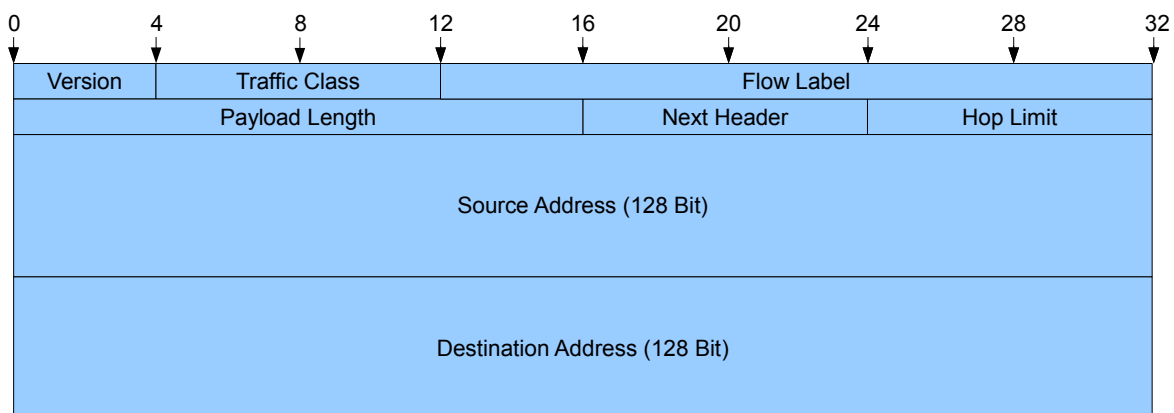 0 4 8 12 16 20 24 28 32
Version Traffic Class Flow Label
Payload Length Next Header Hop Limit
Source Address (128 Bit)
Destination Address (128 Bit)